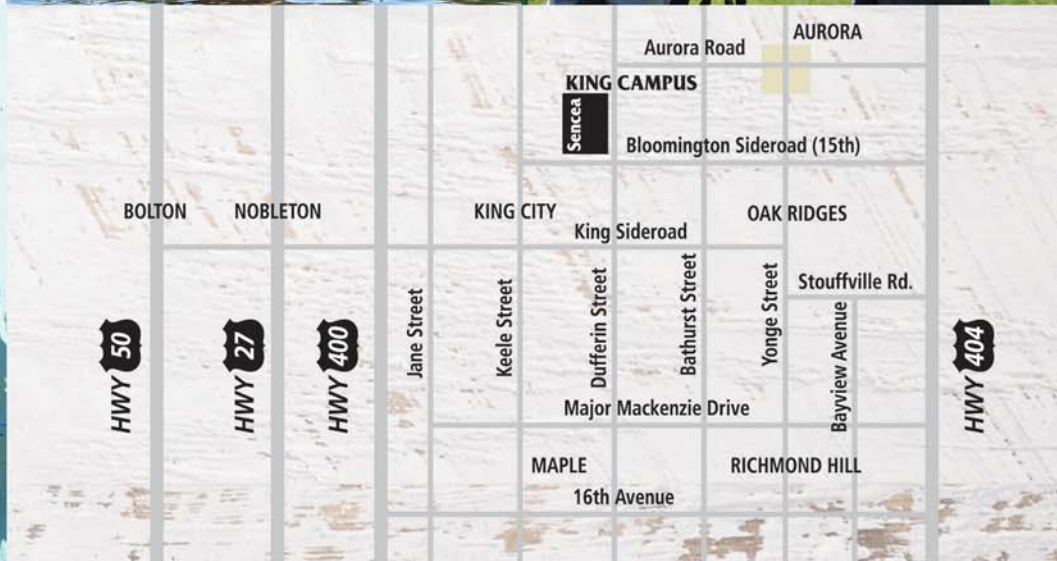 AURORA
Aurora Road
KING CAMPUS
Sencea
Bloomington Sideroad (15th)
BOLTON
NOBLETON
KING CITY
OAK RIDGES
King Sideroad
Stouffville Rd.
HWY 50
HWY 27
HWY 400
Jane Street
Keele Street
Dufferin Street
Bathurst Street
Yonge Street
Bayview Avenue
HWY 404
Major Mackenzie Drive
MAPLE
RICHMOND HILL
16th Avenue